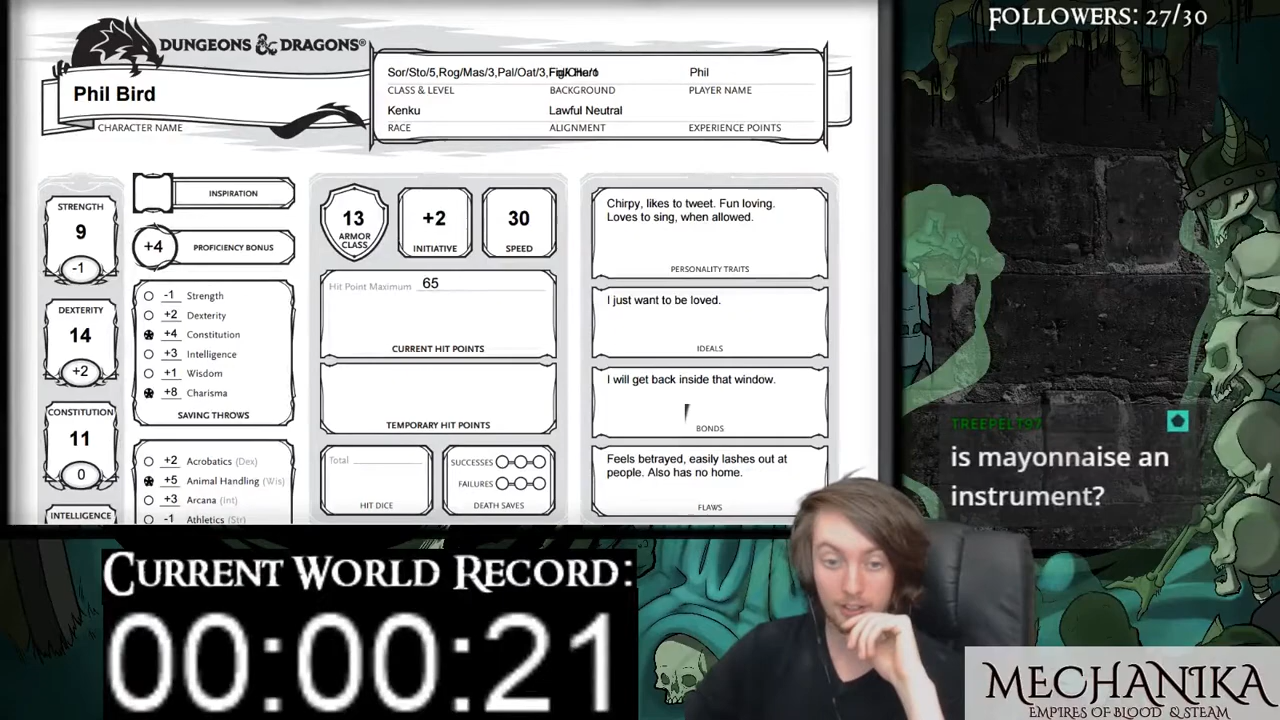 FOLLOWERS: 27/30
DUNGEONS & DRAGONS®
Phil Bird
CHARACTER NAME
Sor/Sto/5,Rog/Mas/3,Pal/Oat/3,
Phil
CLASS & LEVEL
BACKGROUND
PLAYER NAME
Kenku
Lawful Neutral
RACE
ALIGNMENT
EXPERIENCE POINTS
STRENGTH
9
-1
DEXTERITY
14
+2
CONSTITUTION
11
0
INTELLIGENCE
INSPIRATION
+4 PROFICIENCY BONUS
-1 Strength
+2 Dexterity
+4 Constitution
+3 Intelligence
+1 Wisdom
+8 Charisma
SAVING THROWS
+2 Acrobatics (Dex)
+5 Animal Handling (Wis)
+3 Arcana (Int)
-1 Athletics (Str)
13
ARMOR
CLASS
+2
INITIATIVE
30
SPEED
Hit Point Maximum 65
CURRENT HIT POINTS
TEMPORARY HIT POINTS
Total
HIT DICE
SUCCESSES
FAILURES
DEATH SAVES
Chirpy, likes to tweet. Fun loving.
Loves to sing, when allowed.
PERSONALITY TRAITS
I just want to be loved.
IDEALS
I will get back inside that window.
BONDS
Feels betrayed, easily lashes out at
people. Also has no home.
FLAWS
TREEPELT97
is mayonnaise an
instrument?
CURRENT WORLD RECORD:
00:00:21
MECHANIKA
EMPIRES OF BLOOD & STEAM